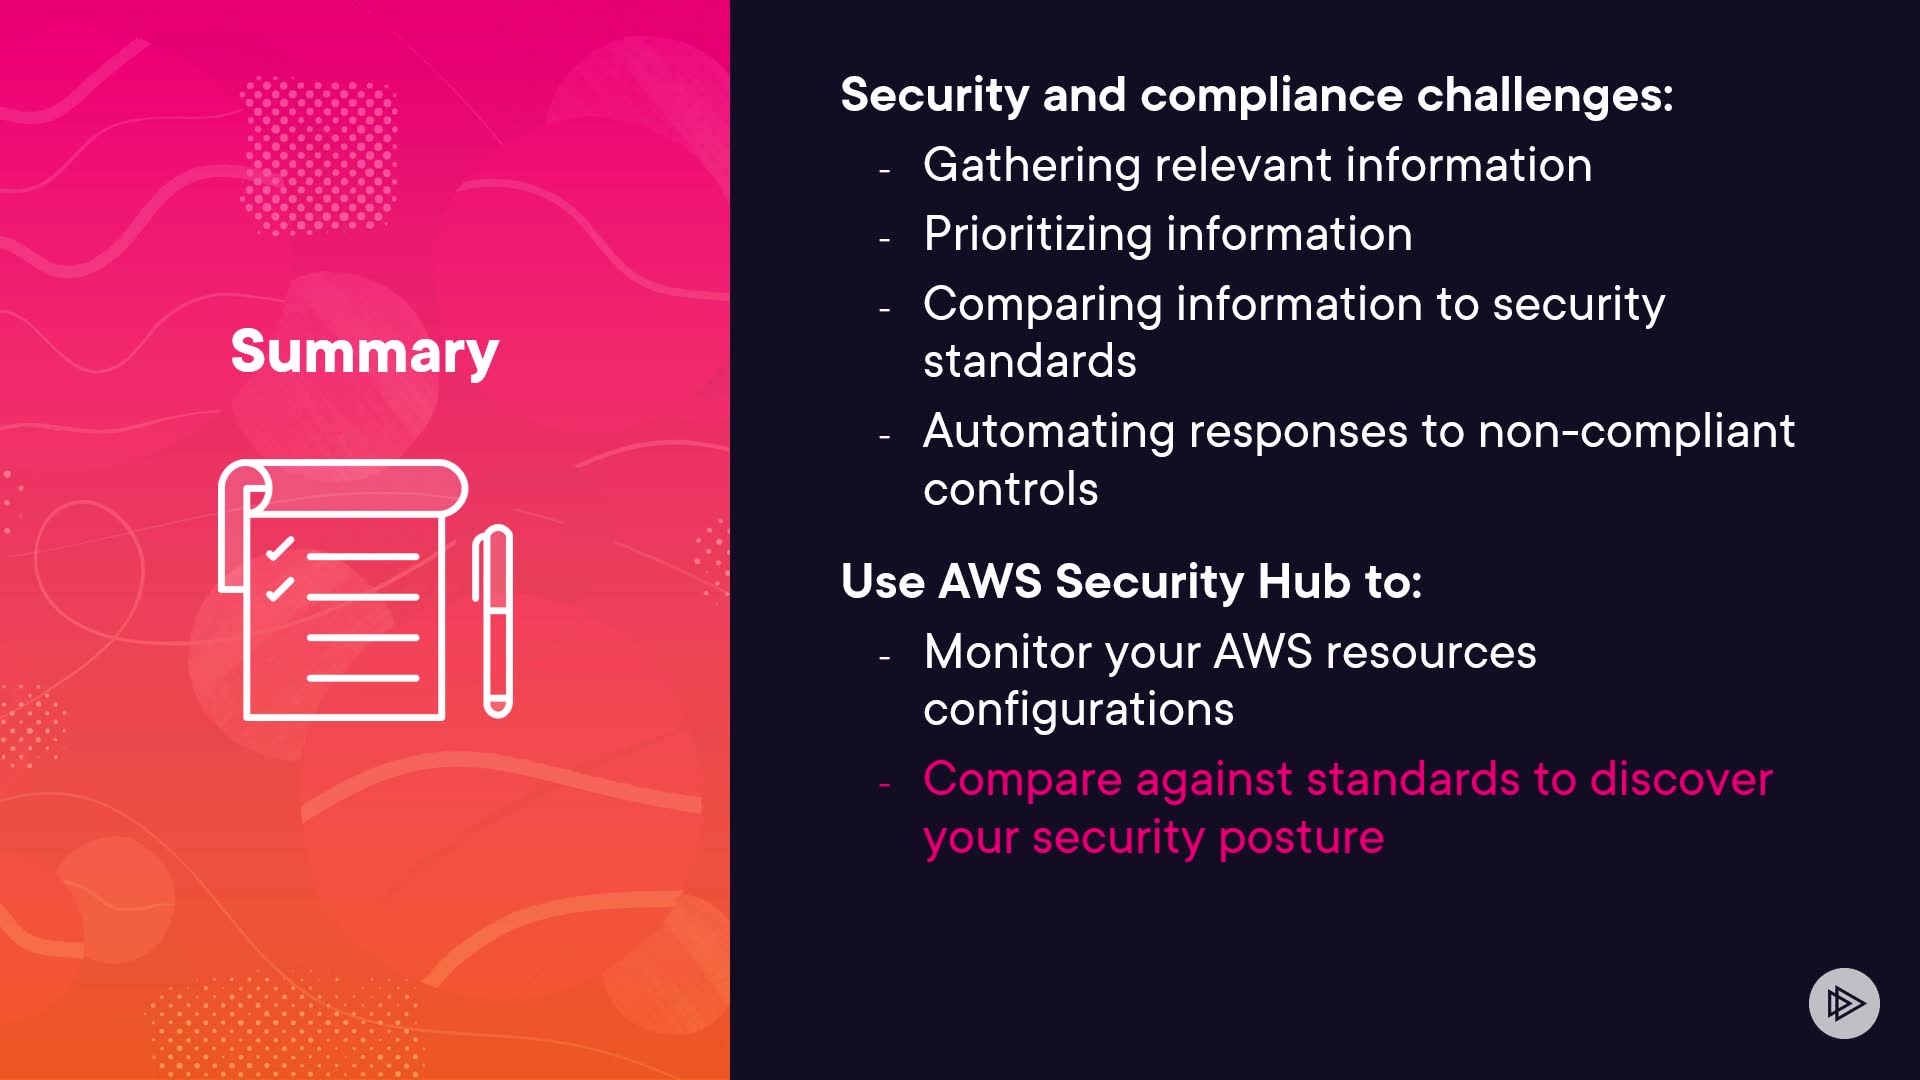 Summary
Security and compliance challenges:
- Gathering relevant information
- Prioritizing information
- Comparing information to security
standards
- Automating responses to non-compliant
controls
Use AWS Security Hub to:
- Monitor your AWS resources
configurations
- Compare against standards to discover
your security posture